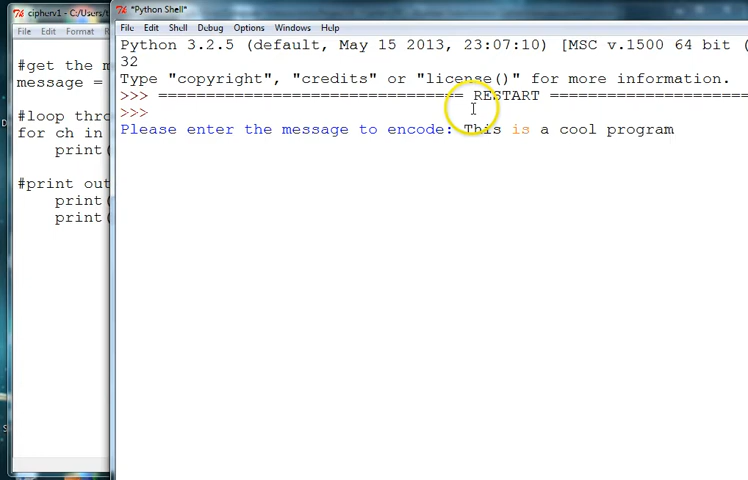 cipherv1 - C:/Users/t
File Edit Format
#get the m
message =
#loop thro
for ch in
print(
#print out
print(
print(
*Python Shell*
File Edit Shell Debug Options Windows Help
Python 3.2.5 (default, May 15 2013, 23:07:10) [MSC v.1500 64 bit (
32
Type "copyright", "credits" or "license()" for more information.
>>> ================================ RESTART =====================
>>>
Please enter the message to encode: This is a cool program